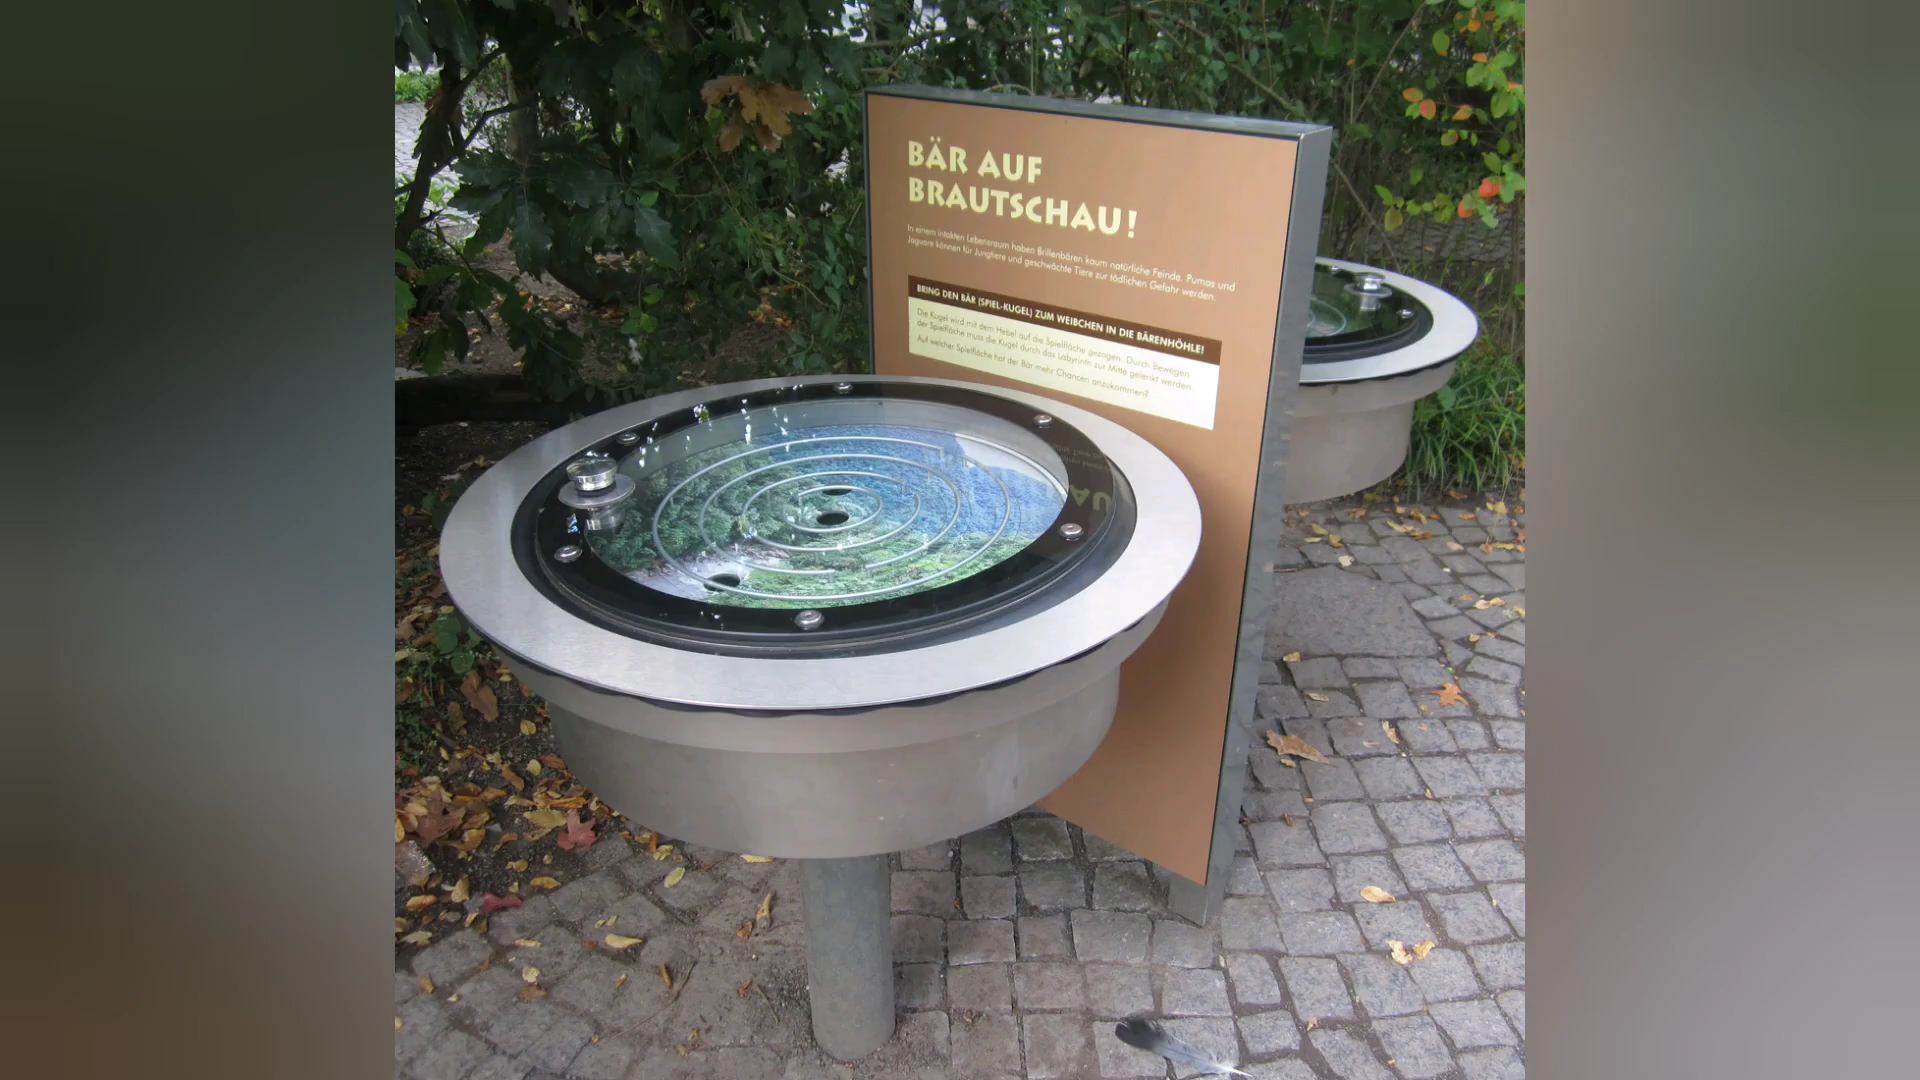 BÄR AUF
BRAUTSCHAU!
In einem intakten Lebensraum haben Brillenbären kaum natürliche Feinde. Pumas und
Jaguare können für Jungtiere und geschwächte Tiere zur tödlichen Gefahr werden.
BRING DEN BÄR (SPIEL-KUGEL) ZUM WEIBCHEN IN DIE BÄRENHÖHLE!
Die Kugel wird mit dem Hebel auf die Spielfläche gezogen. Durch Bewegen
der Spielfläche muss die Kugel durch das Labyrinth zur Mitte gelenkt werden.
Auf welcher Spielfläche hat der Bär mehr Chancen anzukommen?